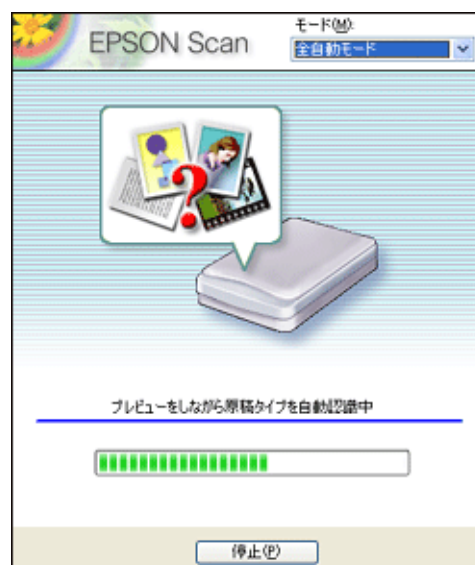 EPSON Scan
モード(M):
全自動モード
?
プレビューをしながら原稿タイプを自動認識中
停止(P)